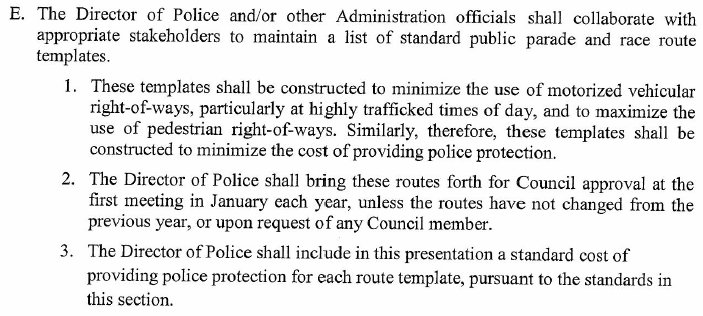 E. The Director of Police and/or other Administration officials shall collaborate with
appropriate stakeholders to maintain a list of standard public parade and race route
templates.
1. These templates shall be constructed to minimize the use of motorized vehicular
right-of-ways, particularly at highly trafficked times of day, and to maximize the
use of pedestrian right-of-ways. Similarly, therefore, these templates shall be
constructed to minimize the cost of providing police protection.
2. The Director of Police shall bring these routes forth for Council approval at the
first meeting in January each year, unless the routes have not changed from the
previous year, or upon request of any Council member.
3. The Director of Police shall include in this presentation a standard cost of
providing police protection for each route template, pursuant to the standards in
this section.